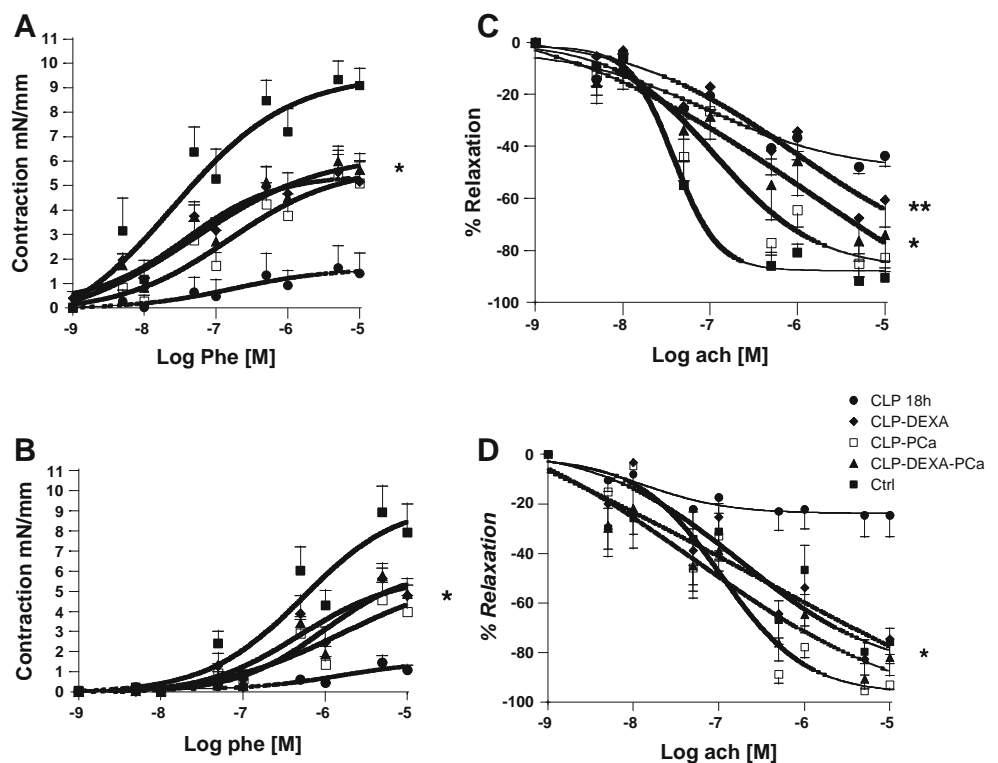 A
11
10
9
8
7
6
5
4
3
2
1
0
Contraction mN/mm
*
-9 -8 -7 -6 -5
Log Phe [M]
C
0
-20
-40
-60
-80
-100
% Relaxation
**
*
-9 -8 -7 -6 -5
Log ach [M]
CLP 18h
CLP-DEXA
CLP-PCa
CLP-DEXA-PCa
Ctrl
B
11
10
9
8
7
6
5
4
3
2
1
0
Contraction mN/mm
*
-9 -8 -7 -6 -5
Log phe [M]
D
0
-20
-40
-60
-80
-100
% Relaxation
*
-9 -8 -7 -6 -5
Log ach [M]